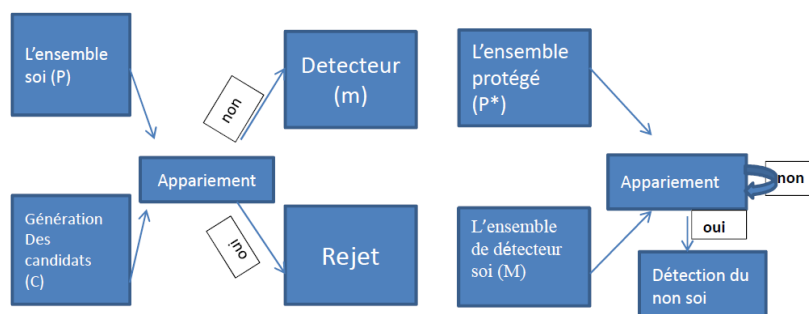 L'ensemble
soi (P)
non
Detecteur
(m)
Appariement
Génération
Des
candidats
(C)
oui
Rejet
L'ensemble
protégé
(P*)
Appariement
non
L'ensemble
de détecteur
soi (M)
oui
Détection du
non soi